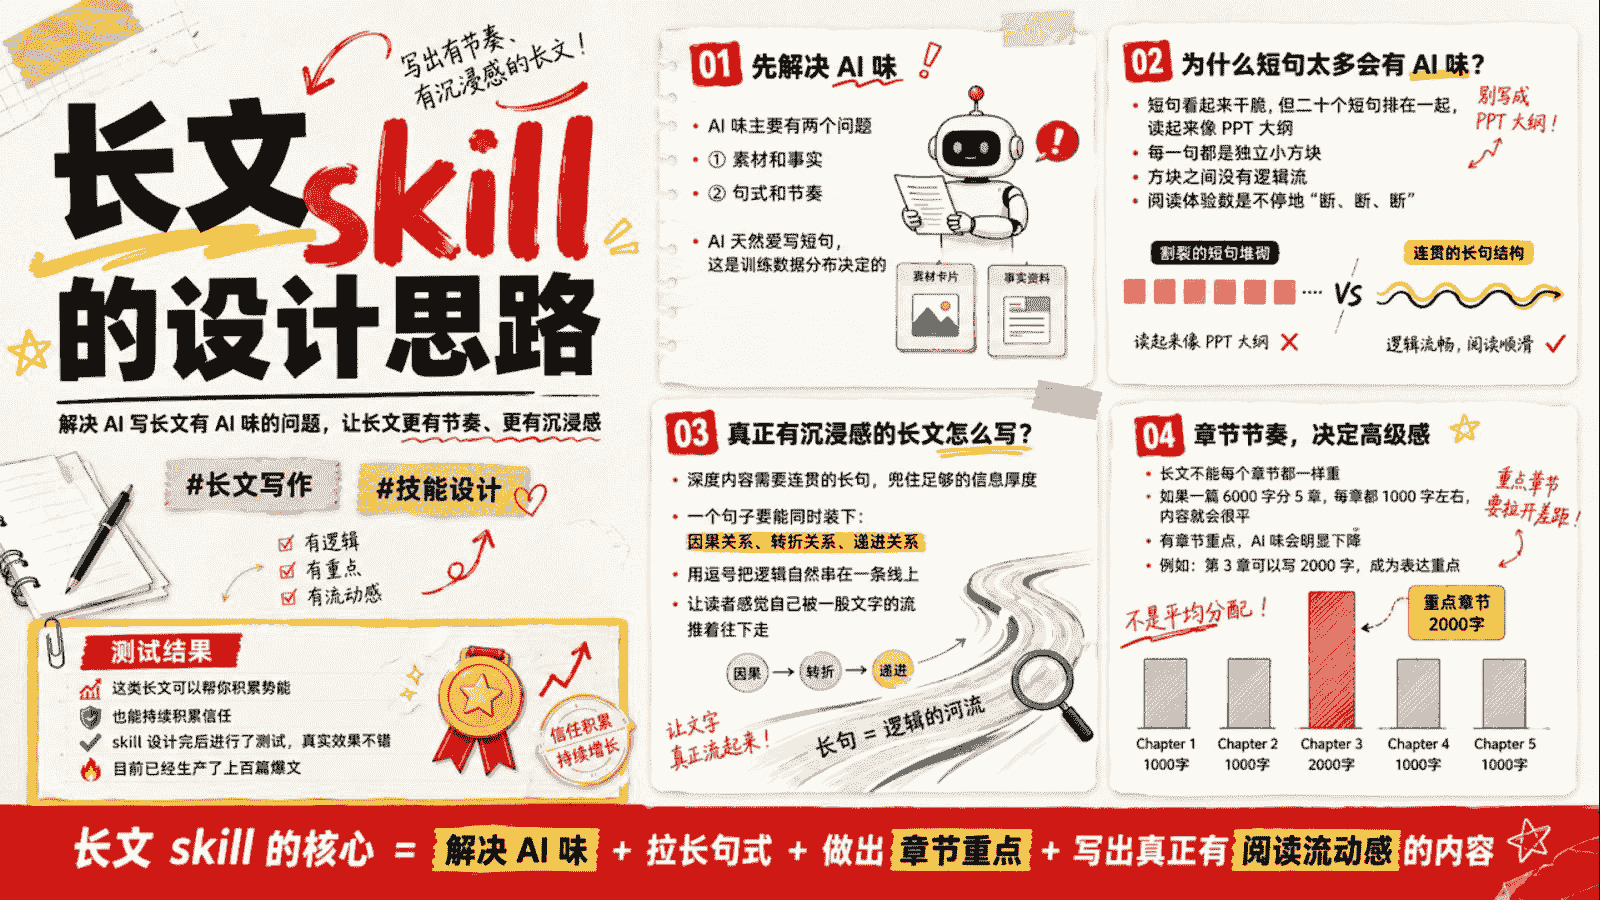 写出有节奏、
有沉浸感的长文！
长文skill
的设计思路
解决 AI 写长文有 AI 味的问题，让长文更有节奏、更有沉浸感
#长文写作
#技能设计
有逻辑
有重点
有流动感
测试结果
这类长文可以帮你积累势能
也能持续积累信任
skill 设计完后进行了测试，真实效果不错
目前已经生产了上百篇爆文
信任积累
持续增长
01 先解决 AI 味
• AI 味主要有两个问题
• ① 素材和事实
• ② 句式和节奏
• AI 天然爱写短句，
这是训练数据分布决定的
素材卡片
事实资料
02 为什么短句太多会有 AI 味？
• 短句看起来干脆，但二十个短句排在一起，
读起来像 PPT 大纲
• 每一句都是独立小方块
• 方块之间没有逻辑流
• 阅读体验数是不停地“断、断、断”
别写成
PPT 大纲！
割裂的短句堆砌
VS
连贯的长句结构
读起来像 PPT 大纲
逻辑流畅，阅读顺滑
03 真正有沉浸感的长文怎么写？
• 深度内容需要连贯的长句，兜住足够的信息厚度
• 一个句子要能同时装下：
因果关系、转折关系、递进关系
• 用逗号把逻辑自然串在一条线上
• 让读者感觉自己被一股文字的流
推着往下走
因果
转折
递进
让文字
真正流起来！
长句 = 逻辑的河流
04 章节节奏，决定高级感
• 长文不能每个章节都一样重
• 如果一篇 6000 字分 5 章，每章都 1000 字左右，
内容就会很平
• 有章节重点，AI 味会明显下降
• 例如：第 3 章可以写 2000 字，成为表达重点
重点章节
要拉开差距！
不是平均分配！
重点章节
2000字
Chapter 1
1000字
Chapter 2
1000字
Chapter 3
2000字
Chapter 4
1000字
Chapter 5
1000字
长文 skill 的核心 = 解决 AI 味 + 拉长句式 + 做出章节重点 + 写出真正有阅读流动感的内容